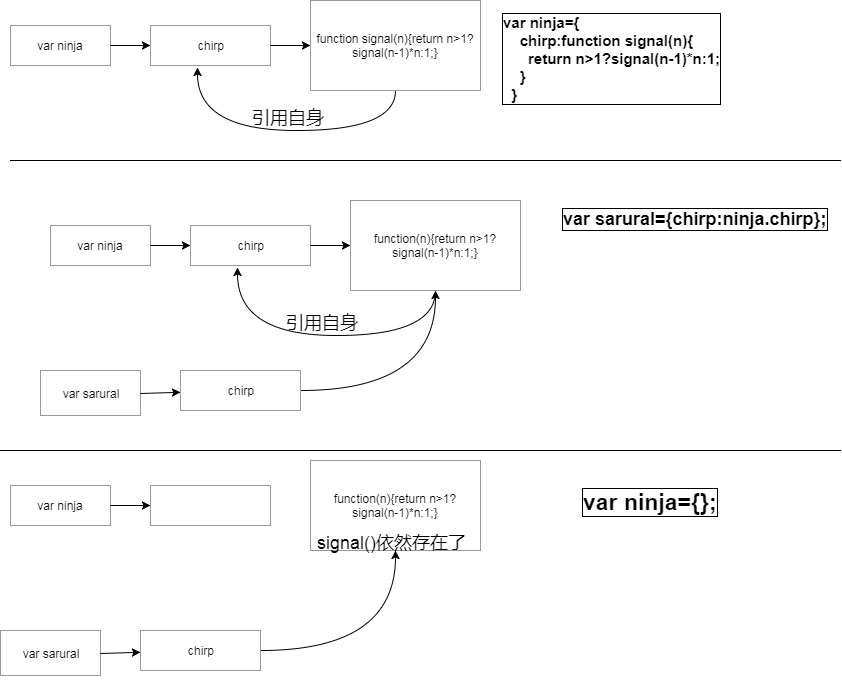 var ninja
chirp
function signal(n){return n>1?
signal(n-1)*n:1;}
引用自身
var ninja={
chirp:function signal(n){
return n>1?signal(n-1)*n:1;
}
}
var ninja
chirp
function(n){return n>1?
signal(n-1)*n:1;}
引用自身
var sarural={chirp:ninja.chirp};
var sarural
chirp
var ninja
function(n){return n>1?
signal(n-1)*n:1;}
signal()依然存在了
var ninja={};
var sarural
chirp